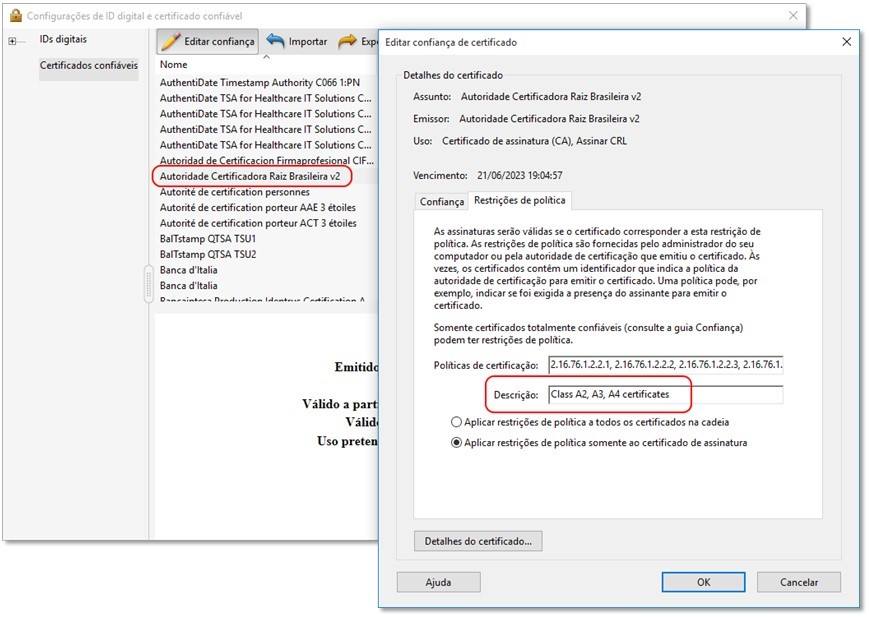 Configurações de ID digital e certificado confiável
IDs digitais
Certificados confiáveis
Editar confiança
Importar
Expo
Nome
AuthentiDate Timestamp Authority C066 1:PN
AuthentiDate TSA for Healthcare IT Solutions C...
AuthentiDate TSA for Healthcare IT Solutions C...
AuthentiDate TSA for Healthcare IT Solutions C...
AuthentiDate TSA for Healthcare IT Solutions C...
Autoridad de Certificacion Firmaprofesional CIF...
Autoridade Certificadora Raiz Brasileira v2
Autorité de certification personnes
Autorité de certification porteur AAE 3 étoiles
Autorité de certification porteur ACT 3 étoiles
BalTstamp QTSA TSU1
BalTstamp QTSA TSU2
Banca d'Italia
Banca d'Italia
Bancaintesa Production Identrus Certification A
Emitido
Válido a part
Válido
Uso preten
Editar confiança de certificado
Detalhes do certificado
Assunto: Autoridade Certificadora Raiz Brasileira v2
Emissor: Autoridade Certificadora Raiz Brasileira v2
Uso: Certificado de assinatura (CA), Assinar CRL
Vencimento: 21/06/2023 19:04:57
Confiança
Restrições de política
As assinaturas serão válidas se o certificado corresponder a esta restrição de
política. As restrições de política são fornecidas pelo administrador do seu
computador ou pela autoridade de certificação que emitiu o certificado. Às
vezes, os certificados contêm um identificador que indica a política da
autoridade de certificação para emitir o certificado. Uma política pode, por
exemplo, indicar se foi exigida a presença do assinante para emitir o
certificado.
Somente certificados totalmente confiáveis (consulte a guia Confiança)
podem ter restrições de política.
Políticas de certificação: 2.16.76.1.2.2.1, 2.16.76.1.2.2.2, 2.16.76.1.2.2.3, 2.16.76.1.
Descrição: Class A2, A3, A4 certificates
Aplicar restrições de política a todos os certificados na cadeia
Aplicar restrições de política somente ao certificado de assinatura
Detalhes do certificado...
Ajuda
OK
Cancelar